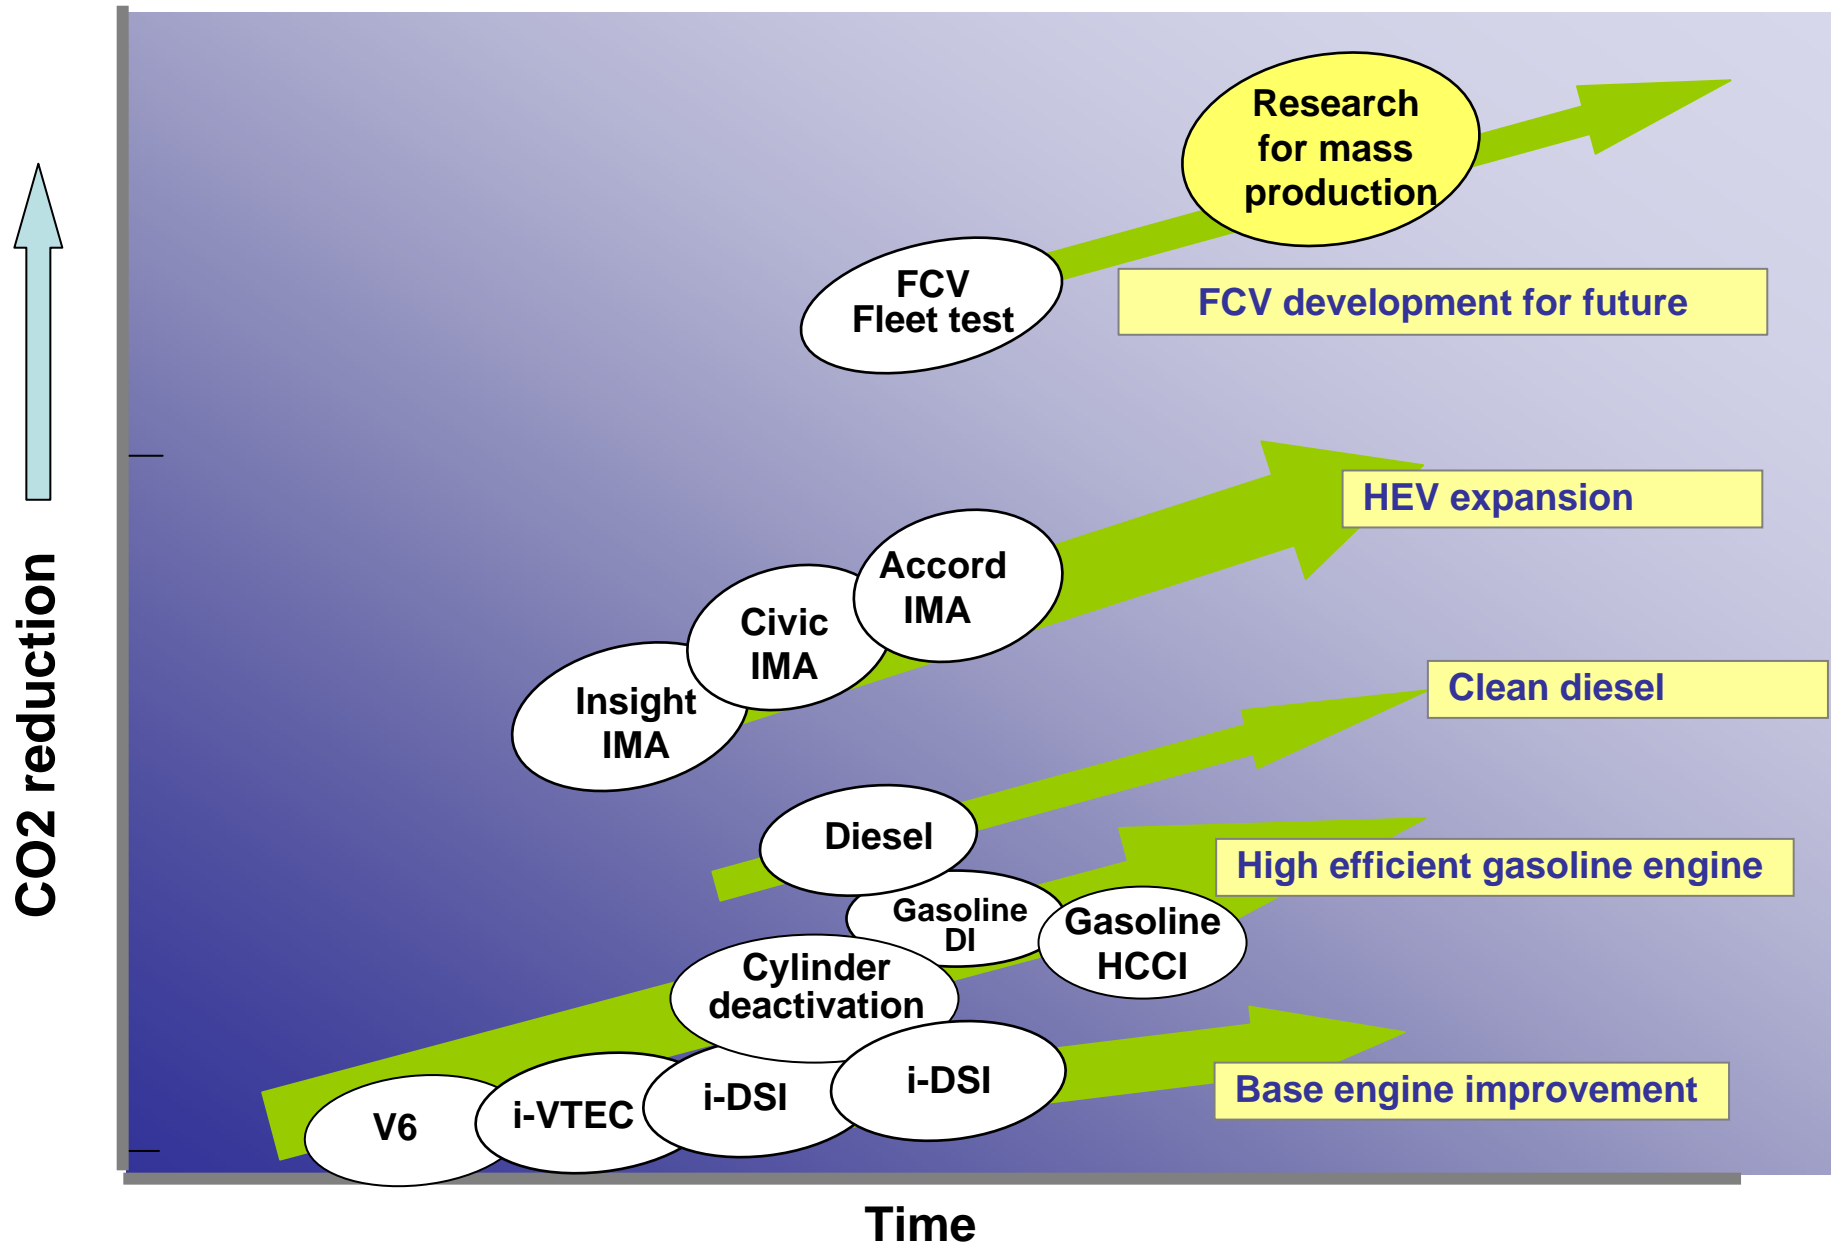 Research
for mass
production
FCV
Fleet test
FCV development for future
HEV expansion
Accord
IMA
Civic
IMA
Insight
IMA
Clean diesel
Diesel
High efficient gasoline engine
Gasoline
DI
Gasoline
HCCI
Cylinder
deactivation
i-DSI
i-DSI
i-VTEC
V6
Base engine improvement
CO2 reduction
Time